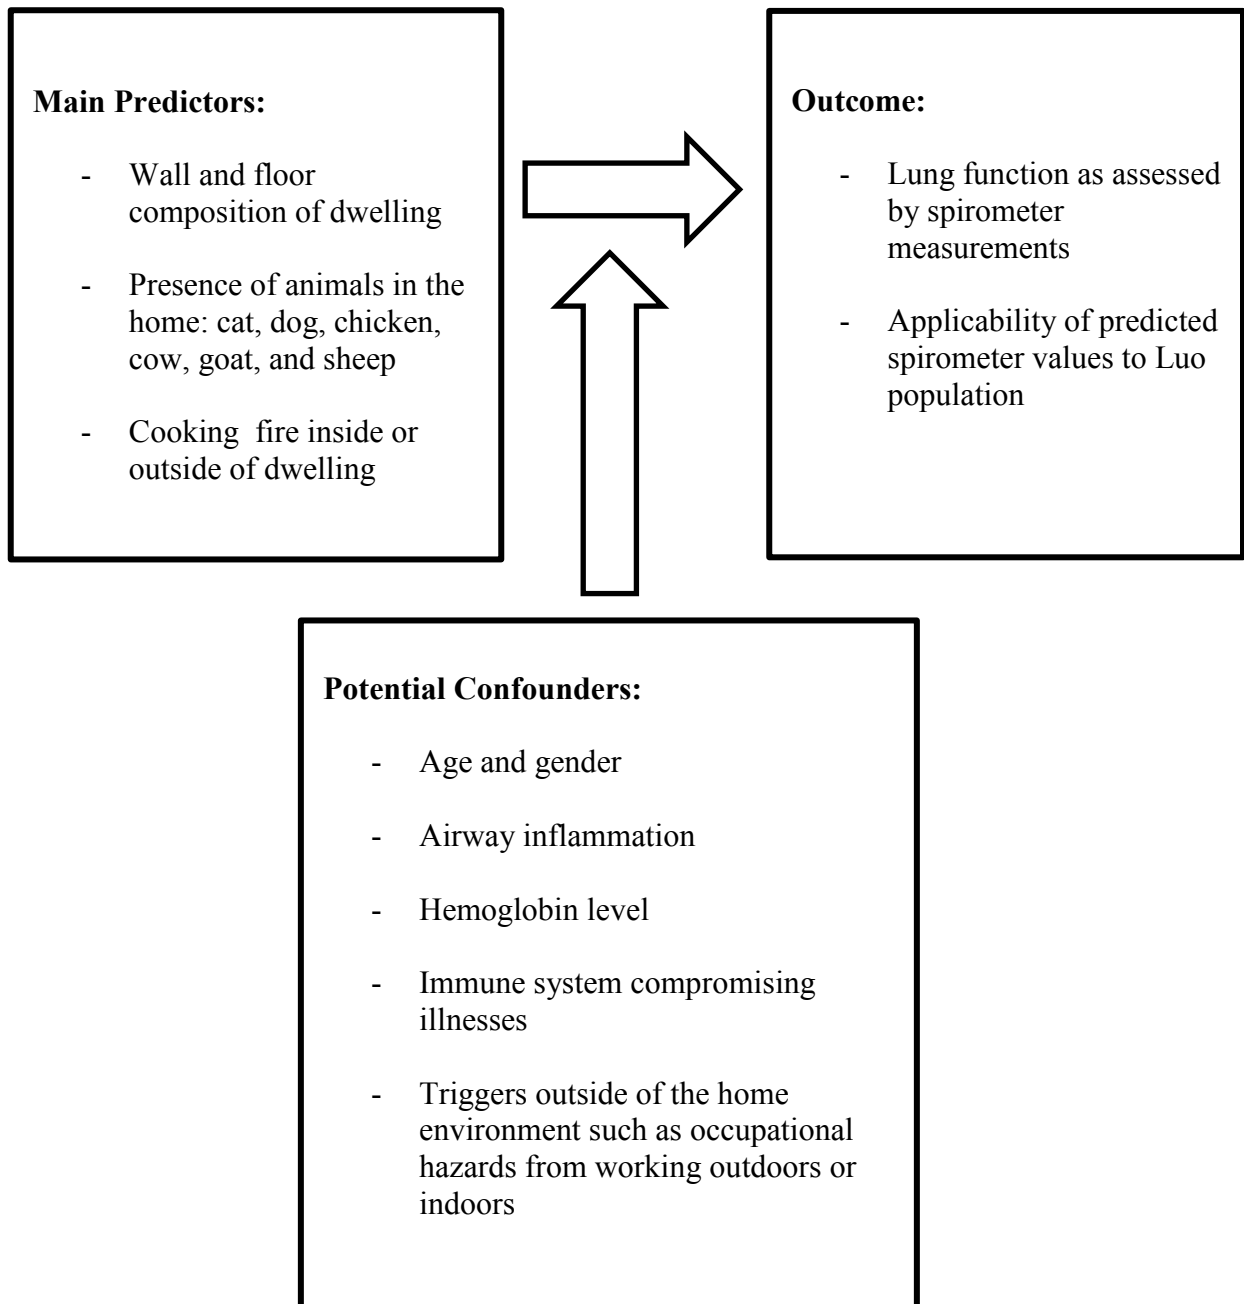 Main Predictors:
- Wall and floor
composition of dwelling
- Presence of animals in the
home: cat, dog, chicken,
cow, goat, and sheep
- Cooking  fire inside or
outside of dwelling
Outcome:
- Lung function as assessed
by spirometer
measurements
- Applicability of predicted
spirometer values to Luo
population
Potential Confounders:
- Age and gender
- Airway inflammation
- Hemoglobin level
- Immune system compromising
illnesses
- Triggers outside of the home
environment such as occupational
hazards from working outdoors or
indoors